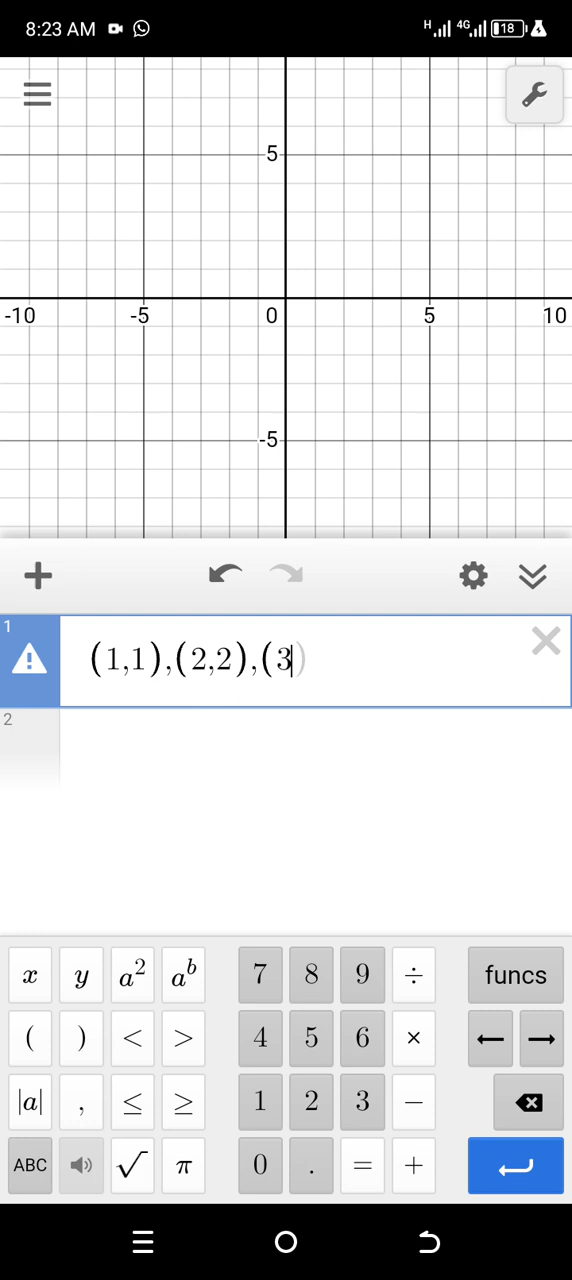 8:23 AM H 4G 18
5
-10 -5 0 5 10
-5
1
(1,1),(2,2),(3)
2
x y a² aᵇ 7 8 9 ÷ funcs
( ) < > 4 5 6 × ← →
|a| , ≤ ≥ 1 2 3 −
ABC √ π 0 . = +